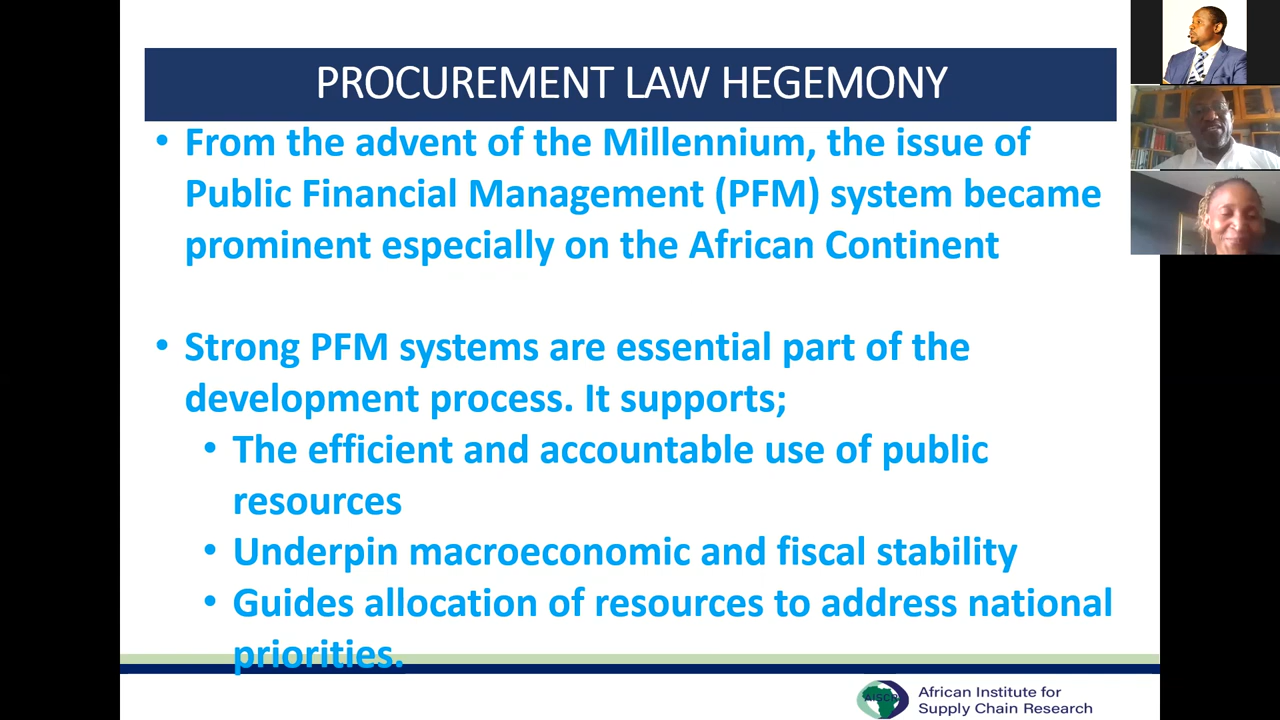 PROCUREMENT LAW HEGEMONY
• From the advent of the Millennium, the issue of
Public Financial Management (PFM) system became
prominent especially on the African Continent
• Strong PFM systems are essential part of the
development process. It supports;
• The efficient and accountable use of public
resources
• Underpin macroeconomic and fiscal stability
• Guides allocation of resources to address national
priorities.
AISCR
African Institute for
Supply Chain Research